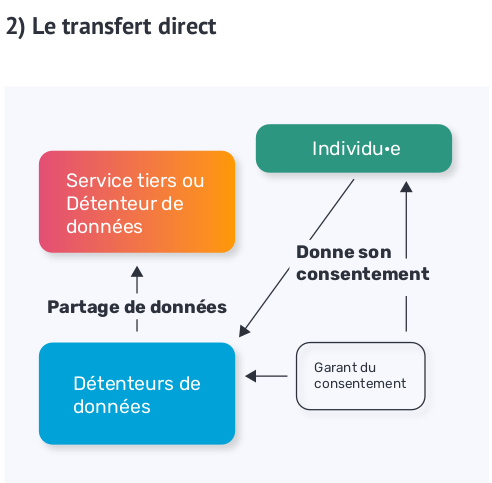 2) Le transfert direct
Individu•e
Service tiers ou
Détenteur de
données
Donne son
consentement
Partage de données
Détenteurs de
données
Garant du
consentement